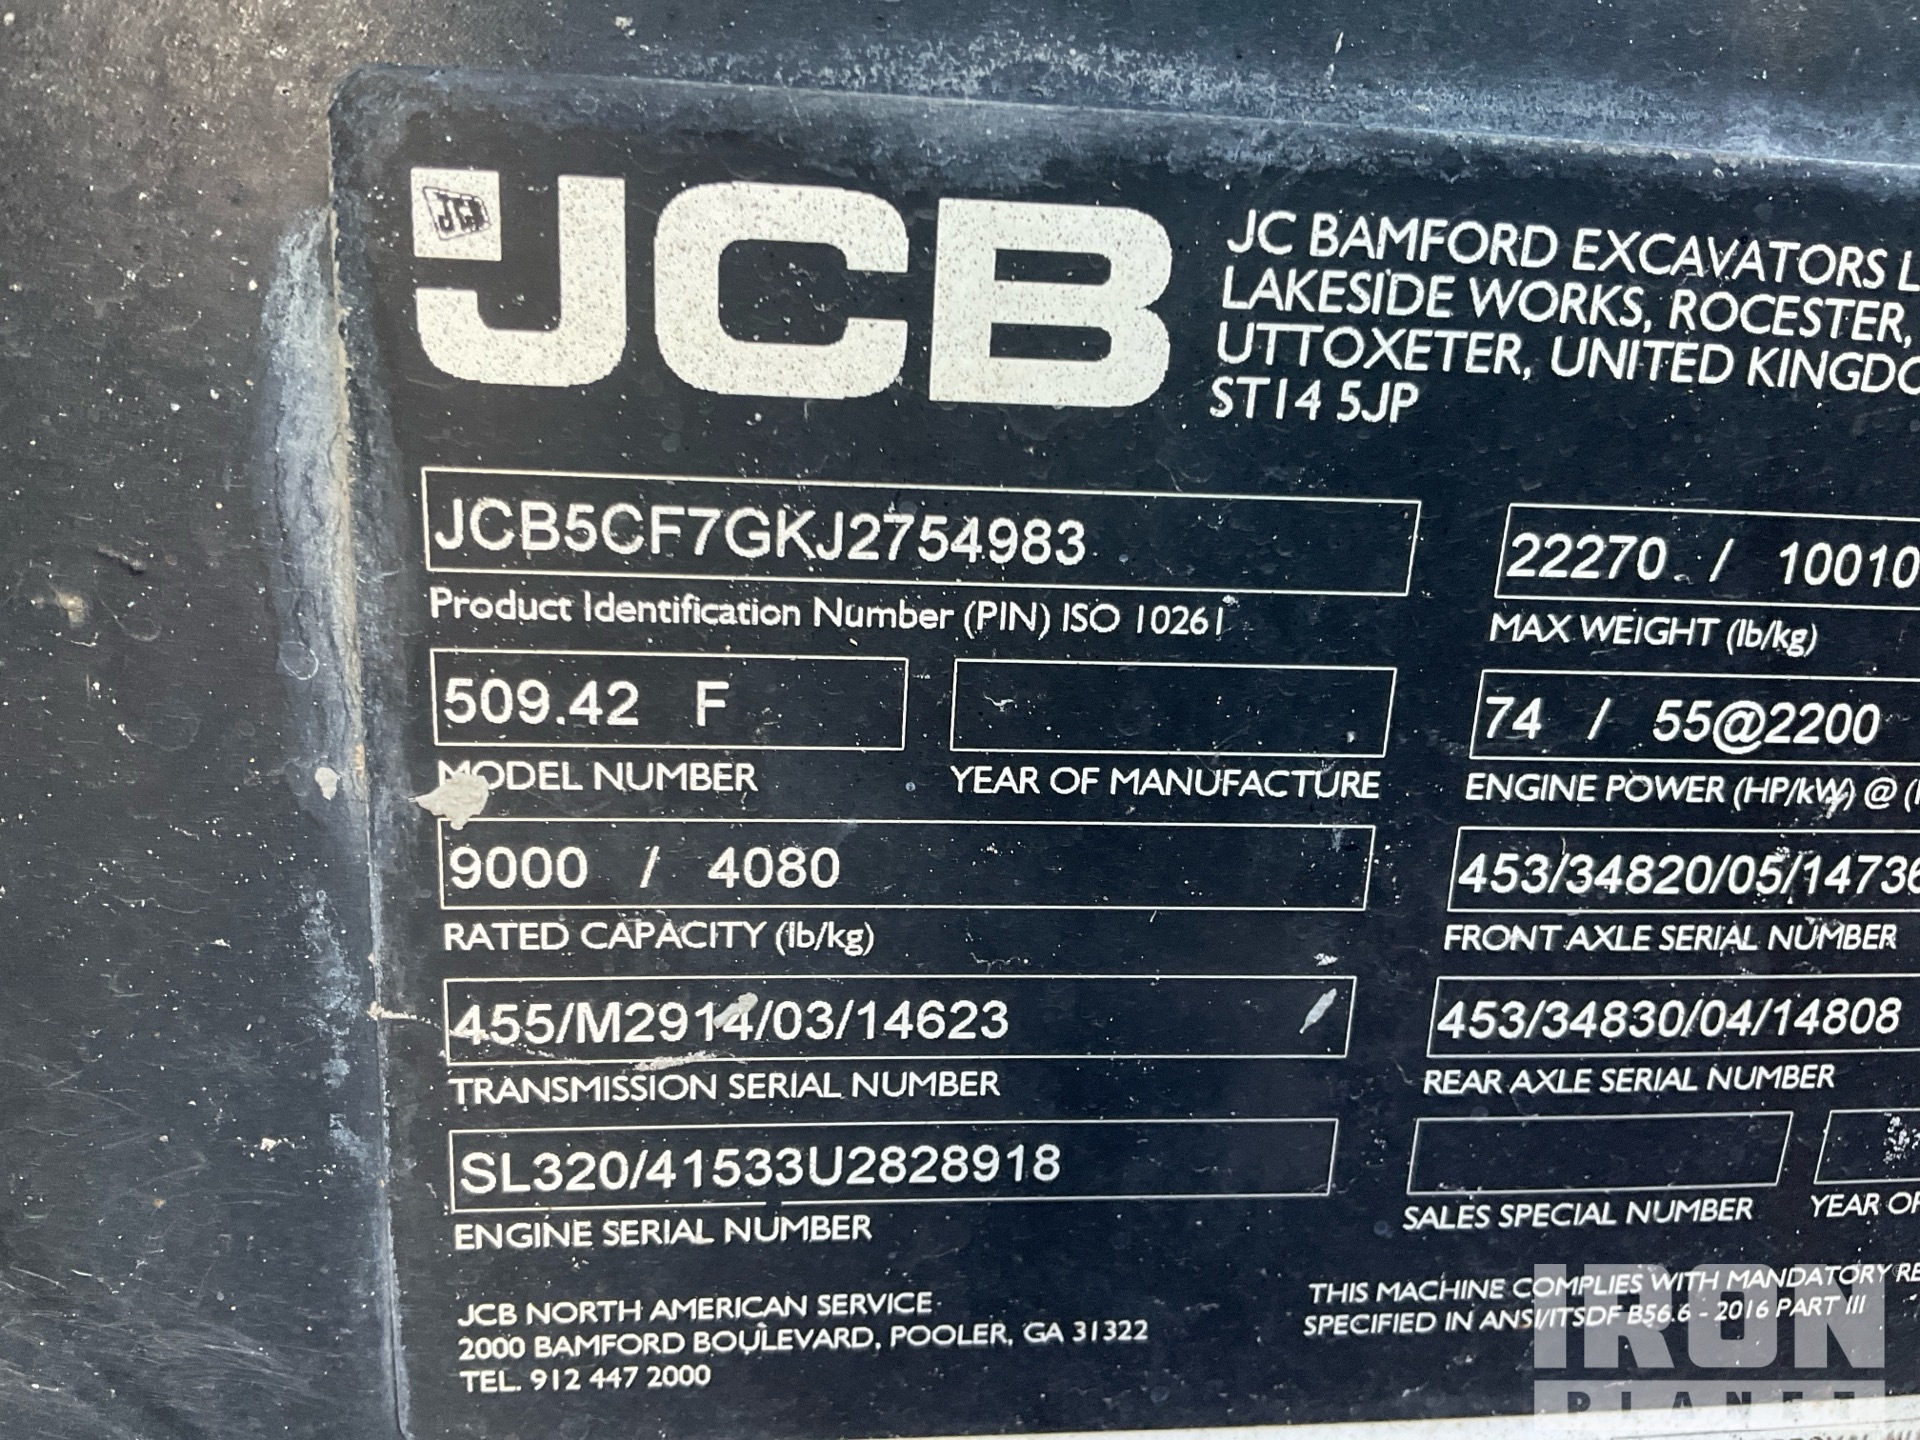 JCB
JCB
JC BAMFORD EXCAVATORS L
LAKESIDE WORKS, ROCESTER,
UTTOXETER, UNITED KINGDO
ST14 5JP
JCB5CF7GKJ2754983
Product Identification Number (PIN) ISO 10261
22270 / 10010
MAX WEIGHT (lb/kg)
509.42 F
MODEL NUMBER
YEAR OF MANUFACTURE
74 / 55@2200
ENGINE POWER (HP/kW) @ (
9000 / 4080
RATED CAPACITY (lb/kg)
453/34820/05/14736
FRONT AXLE SERIAL NUMBER
455/M2914/03/14623
TRANSMISSION SERIAL NUMBER
453/34830/04/14808
REAR AXLE SERIAL NUMBER
SL320/41533U2828918
ENGINE SERIAL NUMBER
SALES SPECIAL NUMBER
YEAR OF
JCB NORTH AMERICAN SERVICE
2000 BAMFORD BOULEVARD, POOLER, GA 31322
TEL. 912 447 2000
THIS MACHINE COMPLIES WITH MANDATORY RE
SPECIFIED IN ANSI/ITSDF B56.6 - 2016 PART III
IRON
PLANET